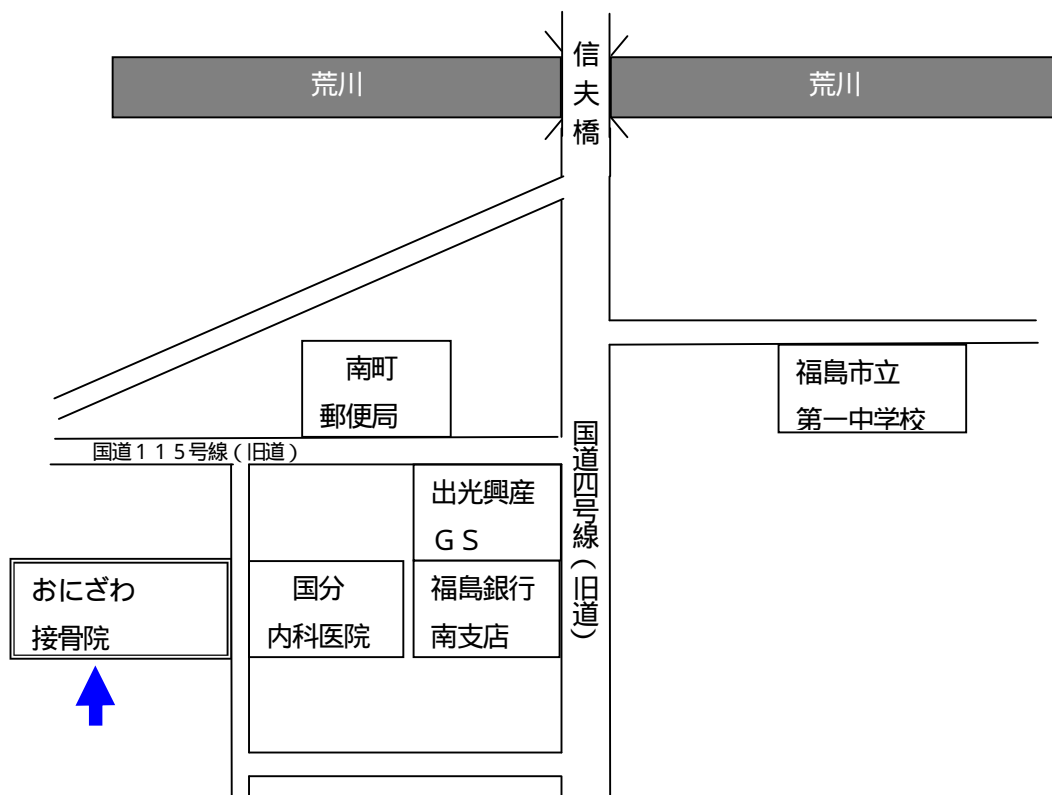 信夫橋
荒川
荒川
南町
郵便局
福島市立
第一中学校
国道１１５号線（旧道）
国道四号線（旧道）
出光興産
ＧＳ
おにざわ
接骨院
国分
内科医院
福島銀行
南支店